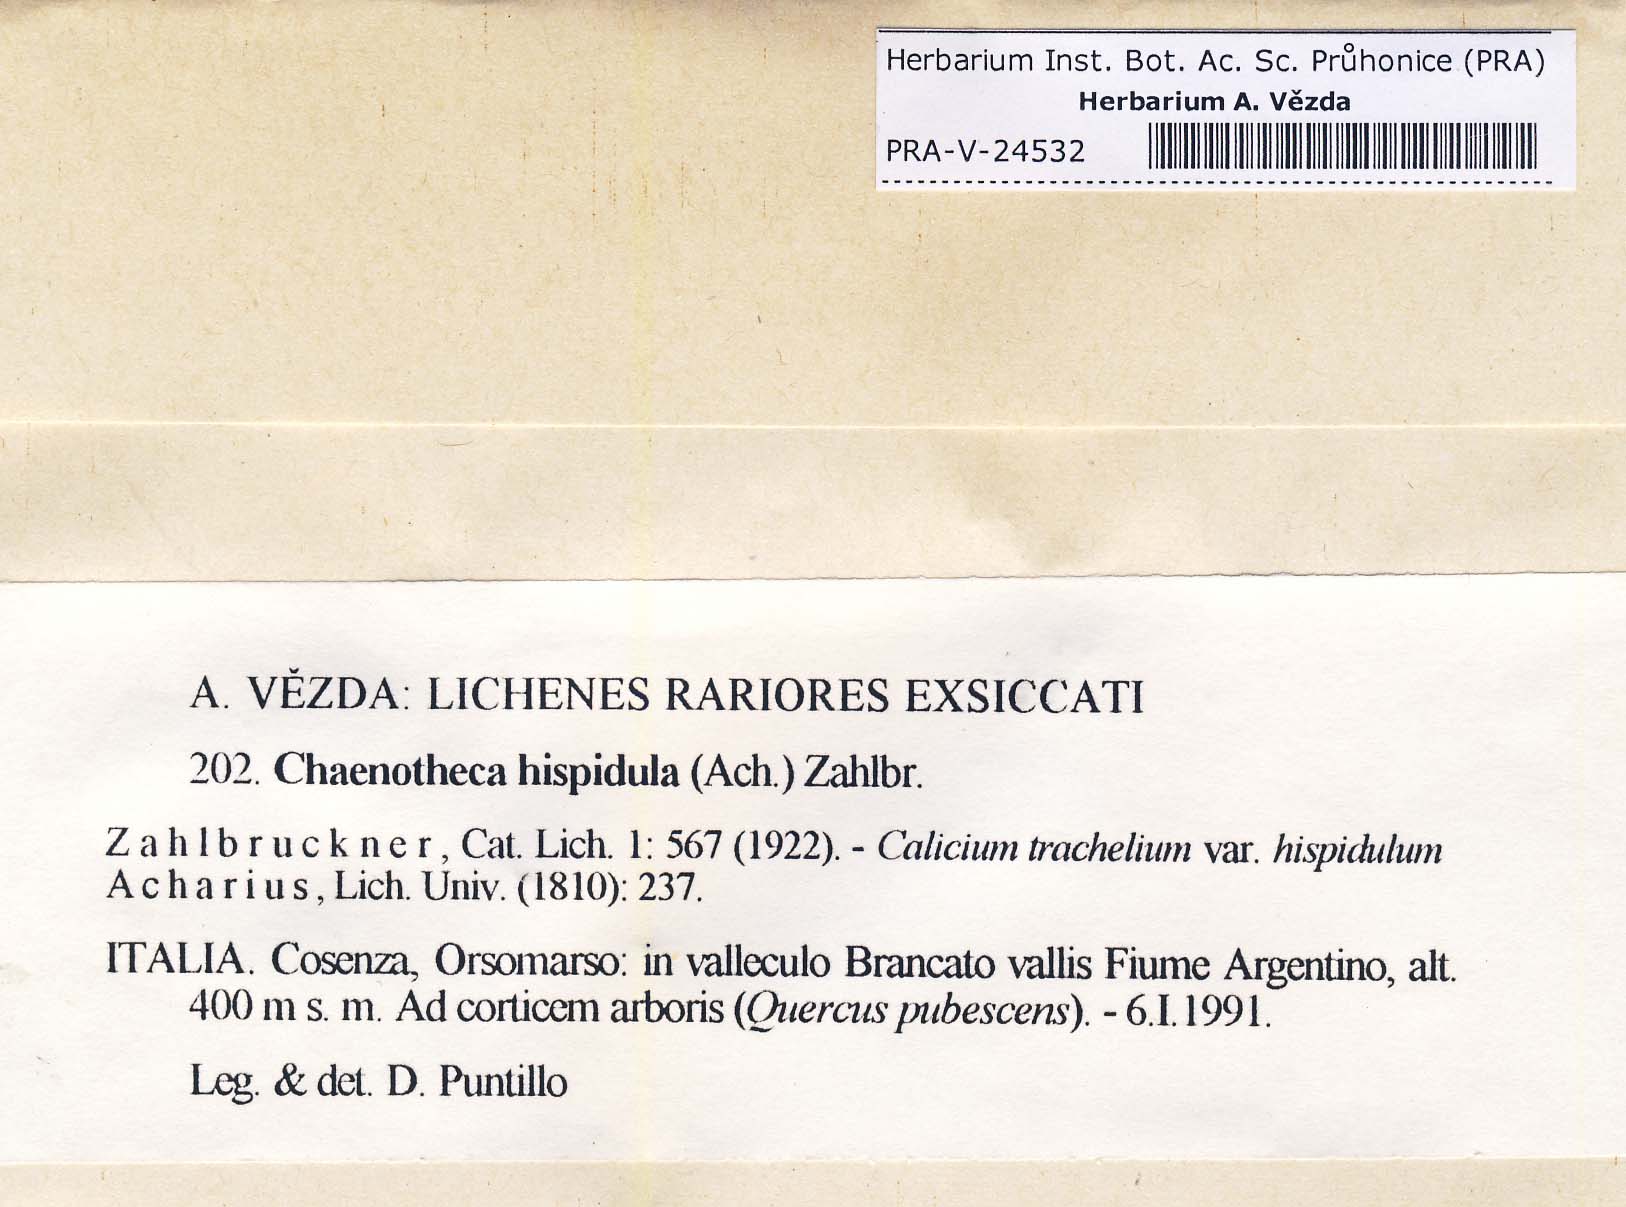 Herbarium Inst. Bot. Ac. Sc. Průhonice (PRA)
Herbarium A. Vězda
PRA-V-24532
A. VĚZDA: LICHENES RARIORES EXSICCATI
202. Chaenotheca hispidula (Ach.) Zahlbr.
Zahlbruckner, Cat. Lich. 1: 567 (1922). - Calicium trachelium var. hispidulum
Acharius, Lich. Univ. (1810): 237.
ITALIA. Cosenza, Orsomarso: in valleculo Brancato vallis Fiume Argentino, alt.
400 m s. m. Ad corticem arboris (Quercus pubescens). - 6.I.1991.
Leg. & det. D. Puntillo